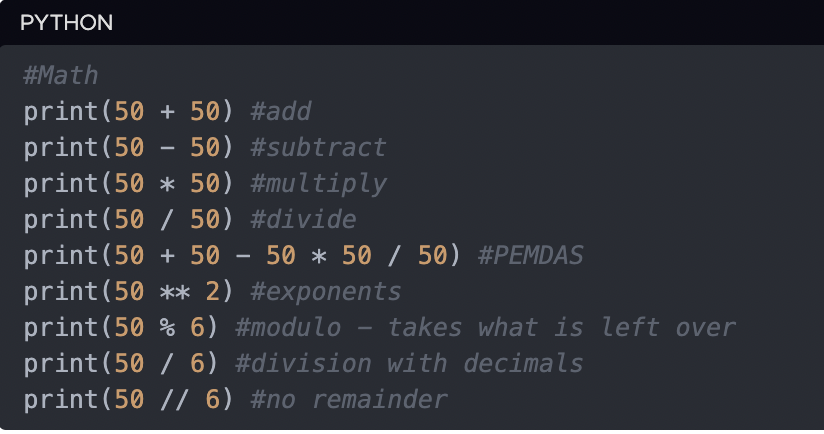 PYTHON
#Math
print(50 + 50) #add
print(50 - 50) #subtract
print(50 * 50) #multiply
print(50 / 50) #divide
print(50 + 50 - 50 * 50 / 50) #PEMDAS
print(50 ** 2) #exponents
print(50 % 6) #modulo - takes what is left over
print(50 / 6) #division with decimals
print(50 // 6) #no remainder